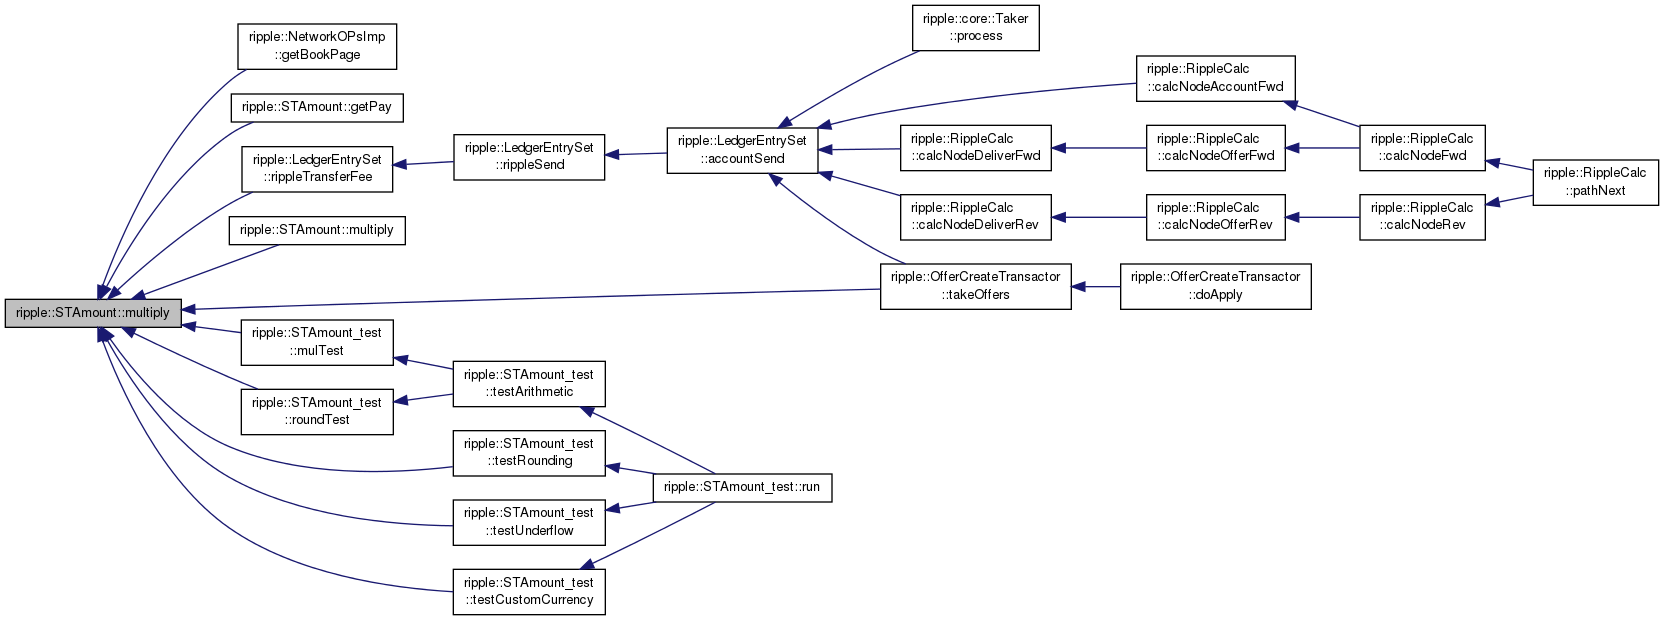 ripple::core::Taker
::process
ripple::NetworkOPsImp
::getBookPage
ripple::RippleCalc
::calcNodeAccountFwd
ripple::STAmount::getPay
ripple::LedgerEntrySet
::rippleTransferFee
ripple::LedgerEntrySet
::rippleSend
ripple::LedgerEntrySet
::accountSend
ripple::RippleCalc
::calcNodeDeliverFwd
ripple::RippleCalc
::calcNodeOfferFwd
ripple::RippleCalc
::calcNodeFwd
ripple::RippleCalc
::pathNext
ripple::RippleCalc
::calcNodeDeliverRev
ripple::RippleCalc
::calcNodeOfferRev
ripple::RippleCalc
::calcNodeRev
ripple::STAmount::multiply
ripple::OfferCreateTransactor
::takeOffers
ripple::OfferCreateTransactor
::doApply
ripple::STAmount::multiply
ripple::STAmount_test
::mulTest
ripple::STAmount_test
::roundTest
ripple::STAmount_test
::testArithmetic
ripple::STAmount_test
::testRounding
ripple::STAmount_test::run
ripple::STAmount_test
::testUnderflow
ripple::STAmount_test
::testCustomCurrency